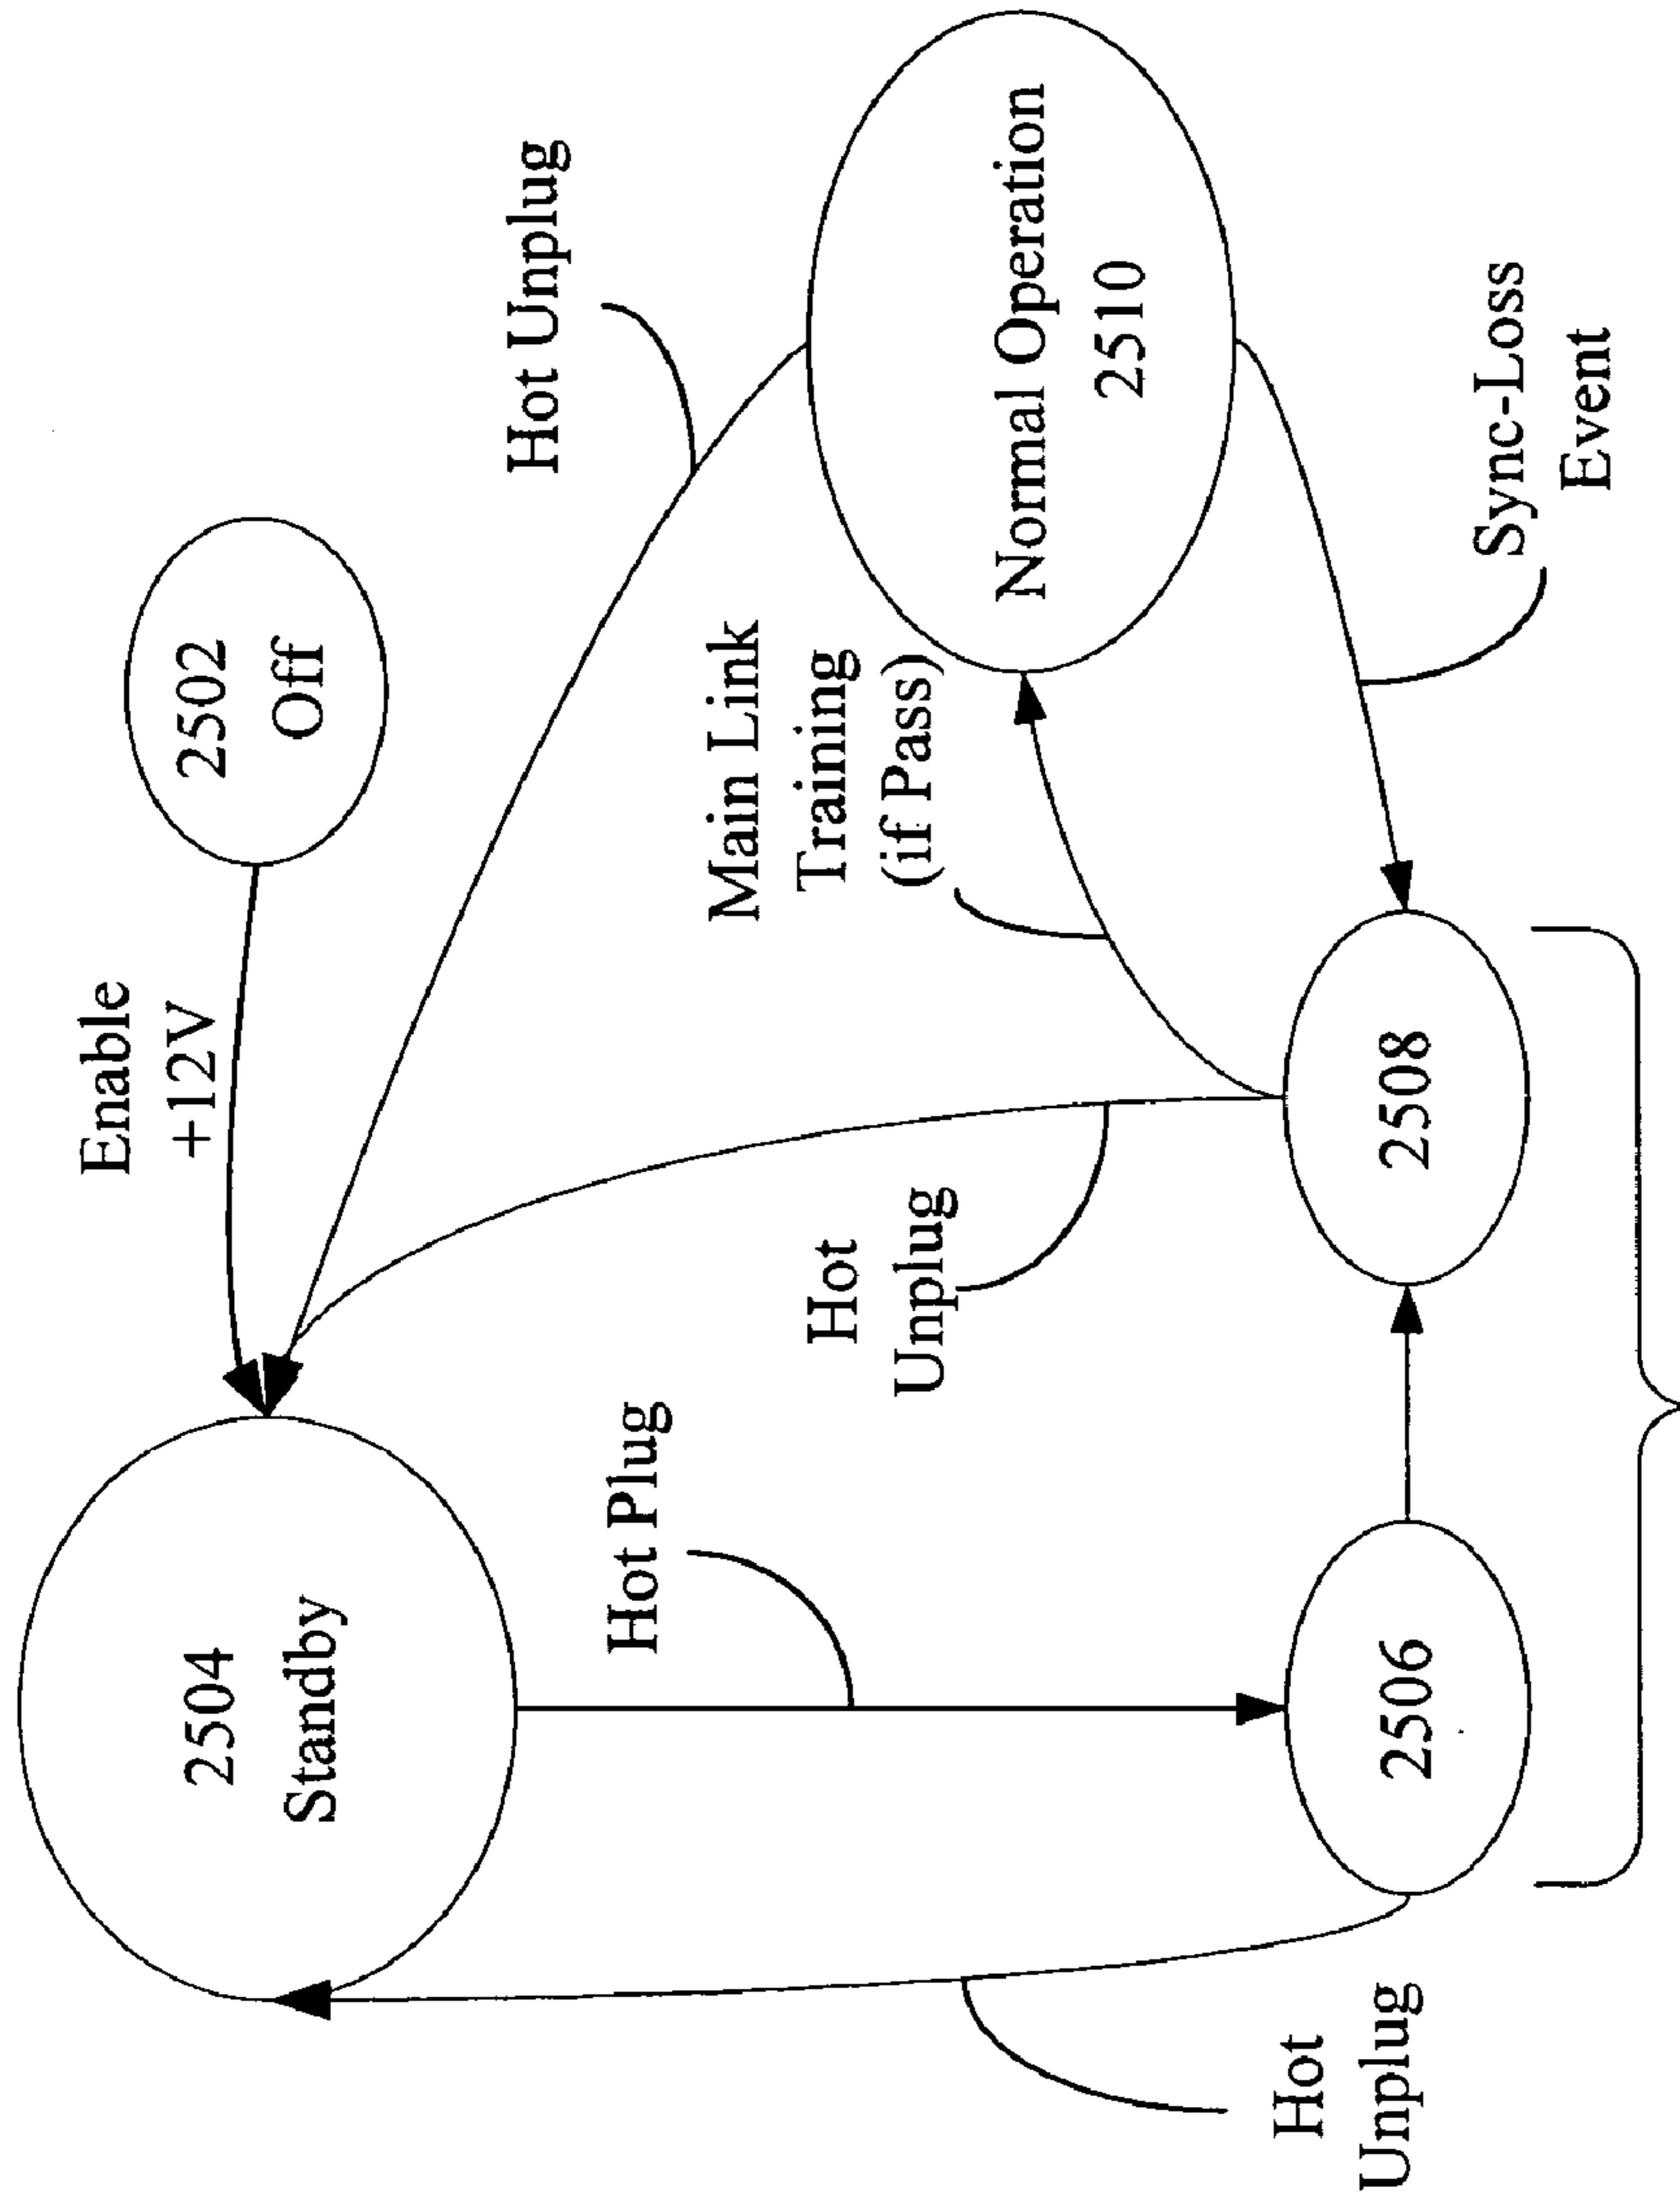 Enable
+12V
2502
Off
2504
Standby
Hot Unplug
Hot Plug
Main Link
Training
(if Pass)
Hot
Unplug
Normal Operation
2510
Hot
Unplug
2506
2508
Sync-Loss
Event